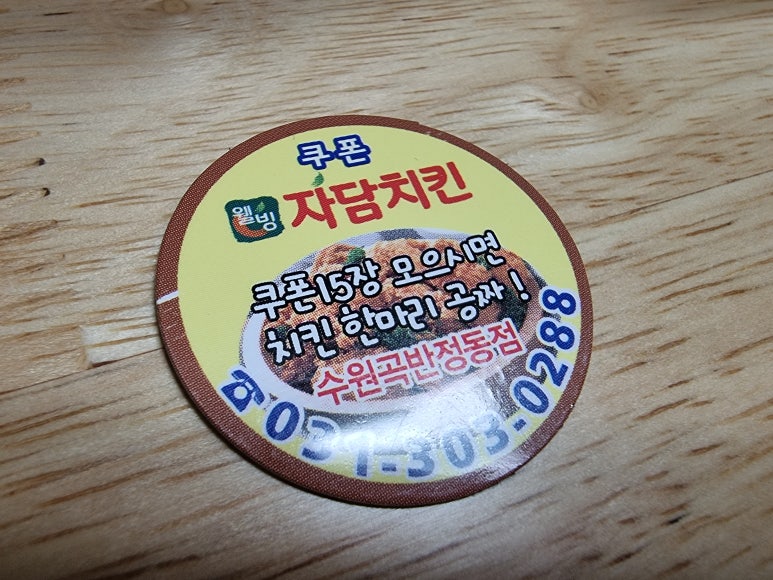 쿠폰
웰빙 자담치킨
쿠폰15장 모으시면
치킨 한마리 공짜!
수원곡반정동점
☎031-303-0288